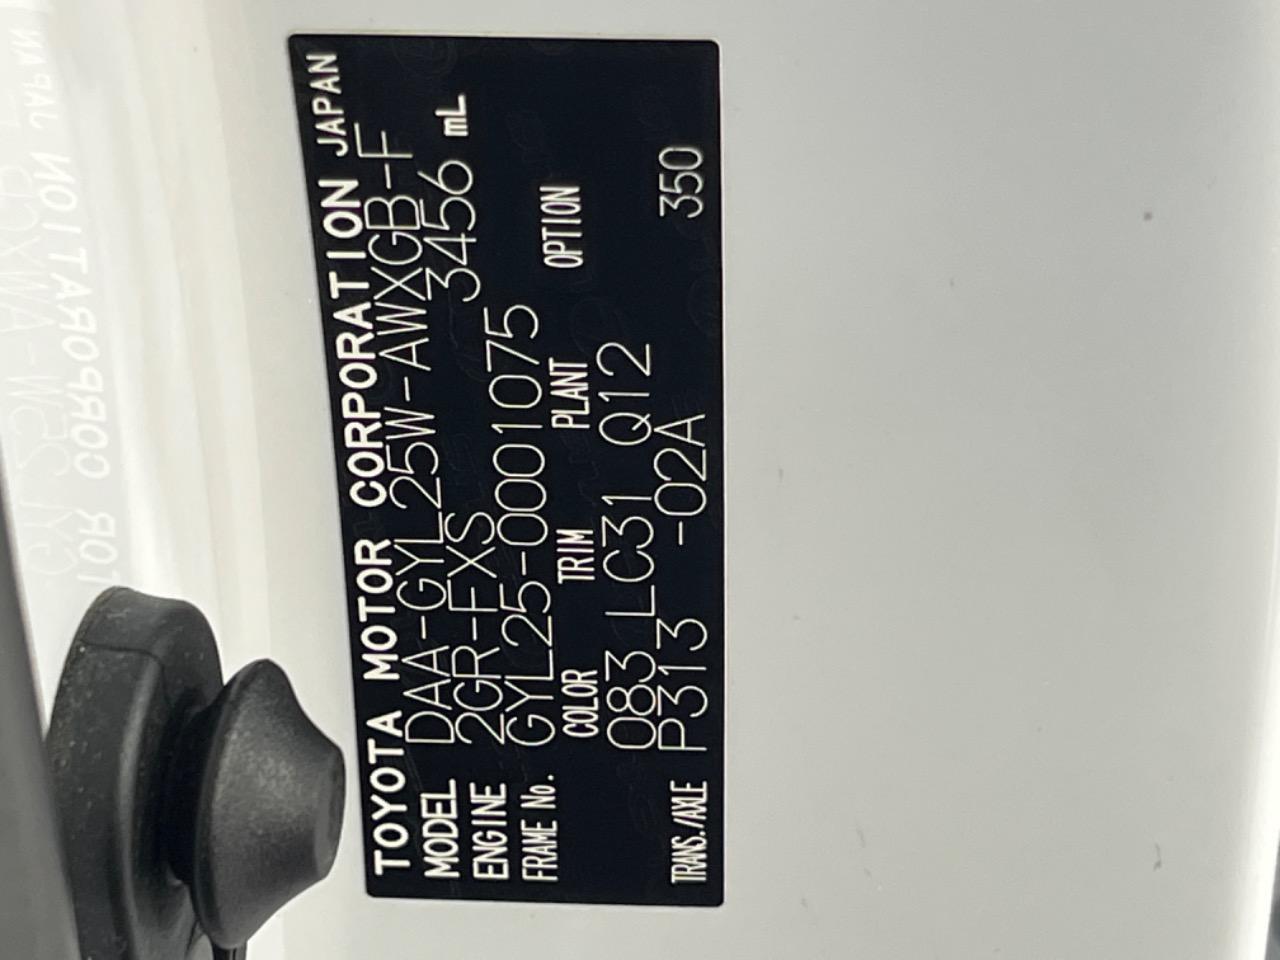 TOYOTA MOTOR CORPORATION JAPAN
MODEL DAA-GYL25W-AWXGB-F
ENGINE 2GR-FXS 3456 mL
FRAME No. GYL25-0001075
COLOR TRIM PLANT OPTION
083 LC31 Q12
TRANS./AXLE P313 -02A 350